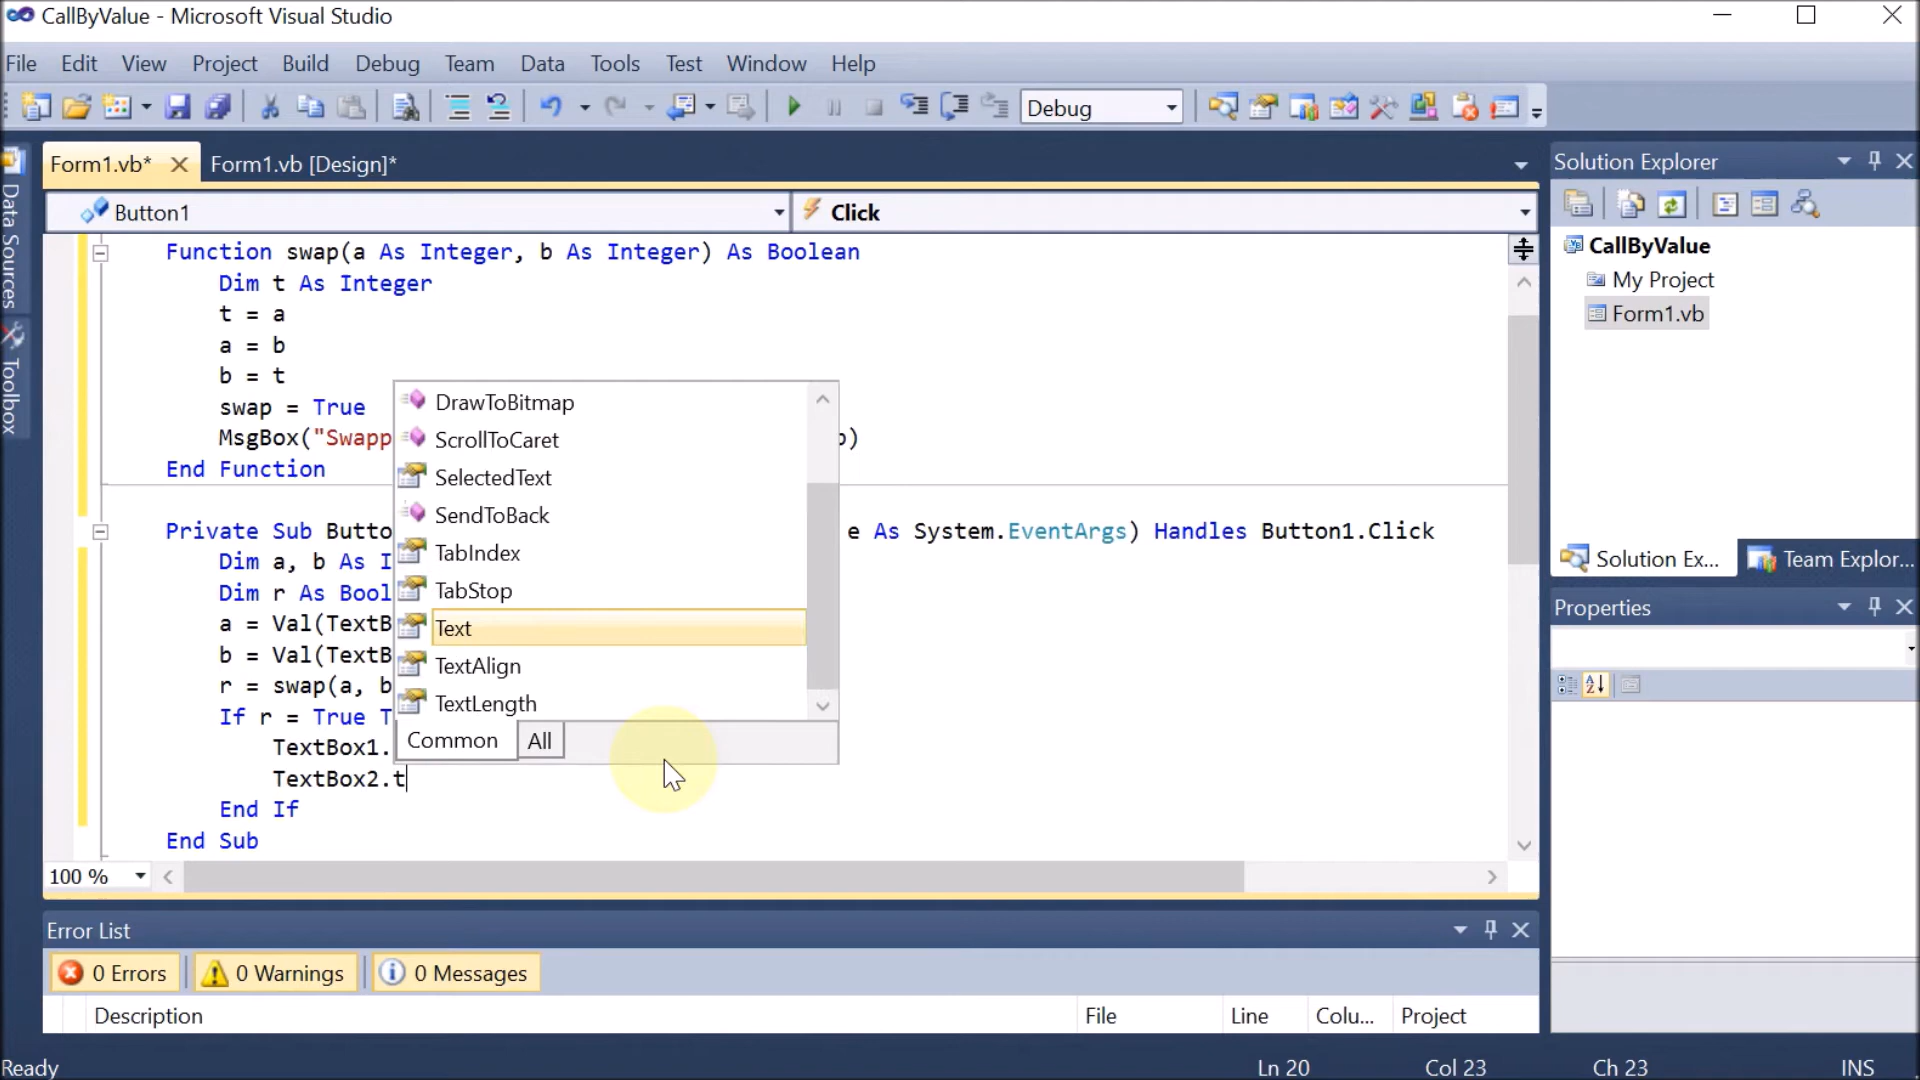 CallByValue - Microsoft Visual Studio
File Edit View Project Build Debug Team Data Tools Test Window Help
Debug
Form1.vb* Form1.vb [Design]*
Button1 Click
Data Sources
Toolbox
Function swap(a As Integer, b As Integer) As Boolean
Dim t As Integer
t = a
a = b
b = t
swap = True
MsgBox("Swapp b)
End Function
Private Sub Butto e As System.EventArgs) Handles Button1.Click
Dim a, b As I
Dim r As Bool
a = Val(TextB
b = Val(TextB
r = swap(a, b
If r = True T
TextBox1.
TextBox2.t
End If
End Sub
DrawToBitmap
ScrollToCaret
SelectedText
SendToBack
TabIndex
TabStop
Text
TextAlign
TextLength
Common All
100 %
Error List
0 Errors 0 Warnings 0 Messages
Description File Line Colu... Project
Ready Ln 20 Col 23 Ch 23 INS
Solution Explorer
CallByValue
My Project
Form1.vb
Solution Ex... Team Explor...
Properties